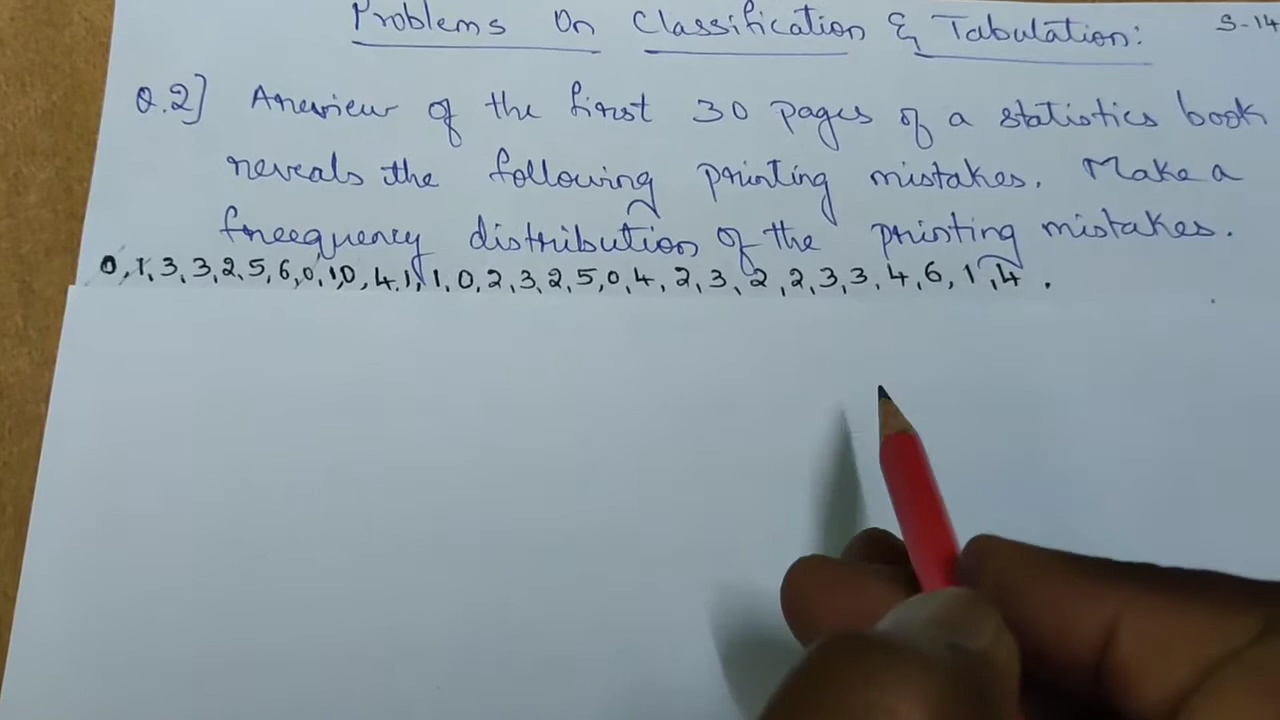 Problems On Classification & Tabulation: S-14
Q.2] A review of the first 30 pages of a statistics book
reveals the following printing mistakes. Make a
freequency distribution of the printing mistakes.
0, 1, 3, 3, 2, 5, 6, 0, 1, 0, 4, 1, 1, 0, 2, 3, 2, 5, 0, 4, 2, 3, 2, 2, 3, 3, 4, 6, 1, 4.